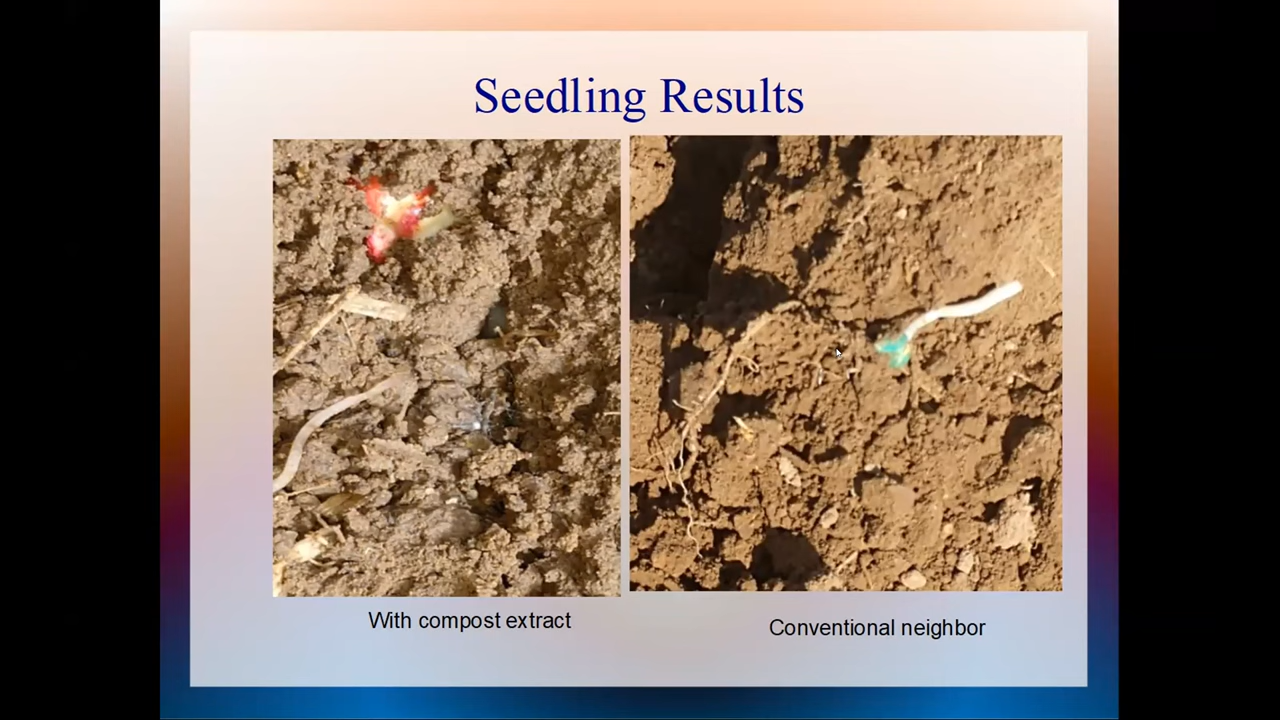 Seedling Results
With compost extract
Conventional neighbor